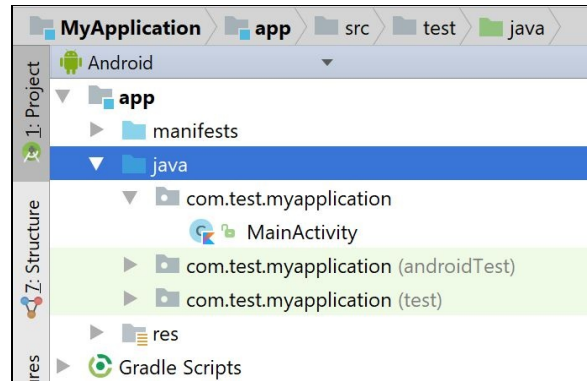 MyApplication app src test java
Android
app
manifests
java
com.test.myapplication
MainActivity
com.test.myapplication (androidTest)
com.test.myapplication (test)
res
Gradle Scripts
1: Project
7: Structure